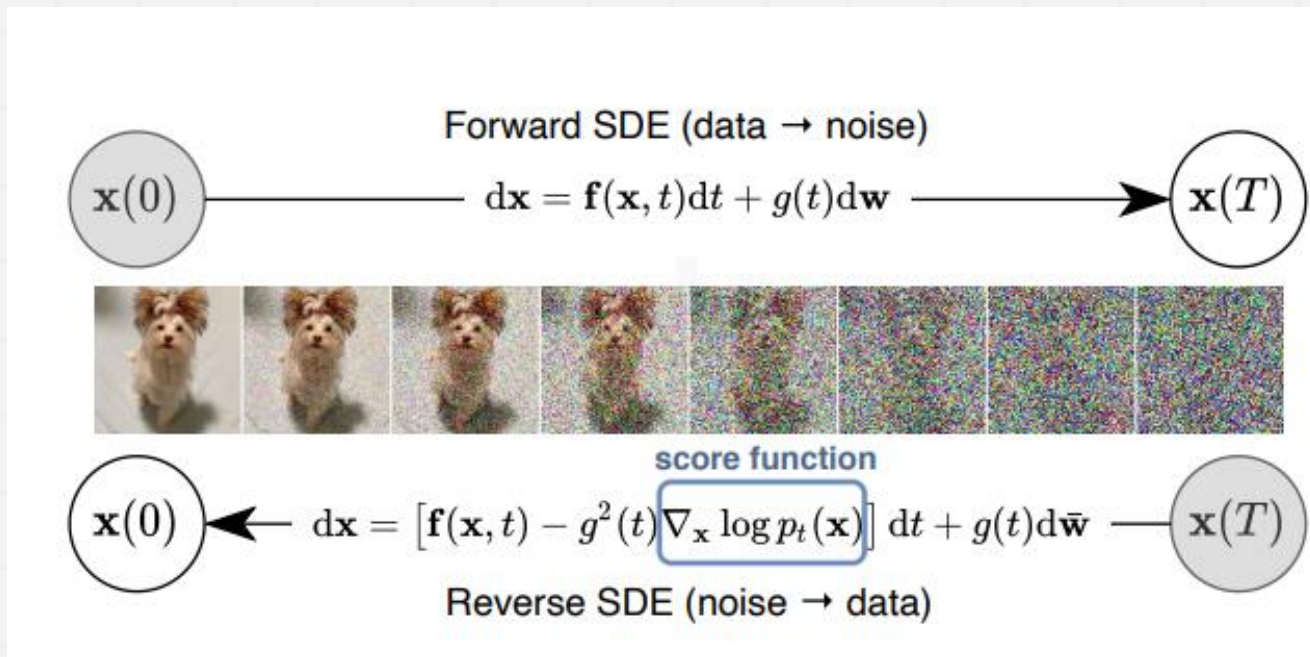 Forward SDE (data → noise)
x(0) dx = f(x, t)dt + g(t)dw x(T)
score function
x(0) dx = [f(x, t) − g²(t)∇ₓ log pₜ(x)] dt + g(t)dw̄ x(T)
Reverse SDE (noise → data)